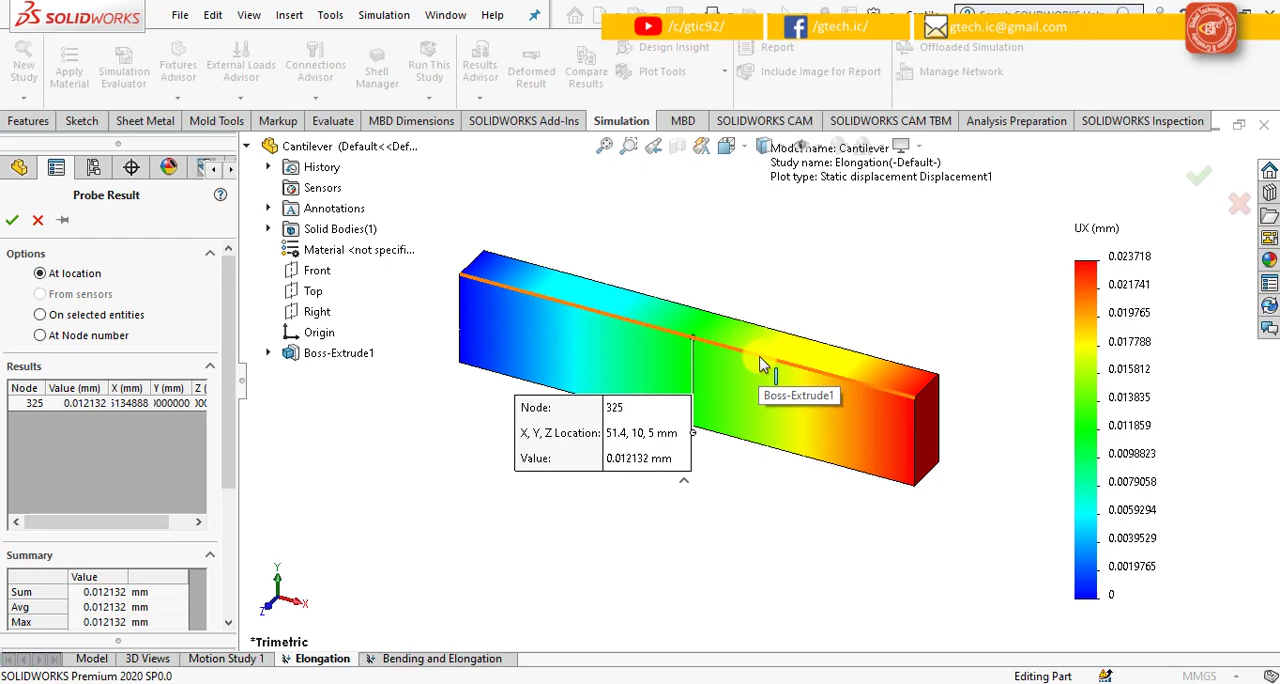 SOLIDWORKS
File Edit View Insert Tools Simulation Window Help
/c/gtic92/
/gtech.ic/
gtech.ic@gmail.com
New Study
Apply Material
Simulation Evaluator
Fixtures Advisor
External Loads Advisor
Connections Advisor
Shell Manager
Run This Study
Results Advisor
Deformed Result
Compare Results
Design Insight
Plot Tools
Report
Include Image for Report
Offloaded Simulation
Manage Network
Features Sketch Sheet Metal Mold Tools Markup Evaluate MBD Dimensions SOLIDWORKS Add-Ins Simulation MBD SOLIDWORKS CAM SOLIDWORKS CAM TBM Analysis Preparation SOLIDWORKS Inspection
Probe Result
Options
At location
From sensors
On selected entities
At Node number
Results
Node Value (mm) X (mm) Y (mm) Z (
325 0.012132
Summary
Value
Sum 0.012132 mm
Avg 0.012132 mm
Max 0.012132 mm
Cantilever (Default<<Def...
History
Sensors
Annotations
Solid Bodies(1)
Material <not specifi...
Front
Top
Right
Origin
Boss-Extrude1
Model name: Cantilever
Study name: Elongation(-Default-)
Plot type: Static displacement Displacement1
Node: 325
X, Y, Z Location: 51.4, 10, 5 mm
Value: 0.012132 mm
Boss-Extrude1
UX (mm)
0.023718
0.021741
0.019765
0.017788
0.015812
0.013835
0.011859
0.0098823
0.0079058
0.0059294
0.0039529
0.0019765
0
Y
X
Z
*Trimetric
Model 3D Views Motion Study 1 Elongation Bending and Elongation
SOLIDWORKS Premium 2020 SP0.0
Editing Part
MMGS